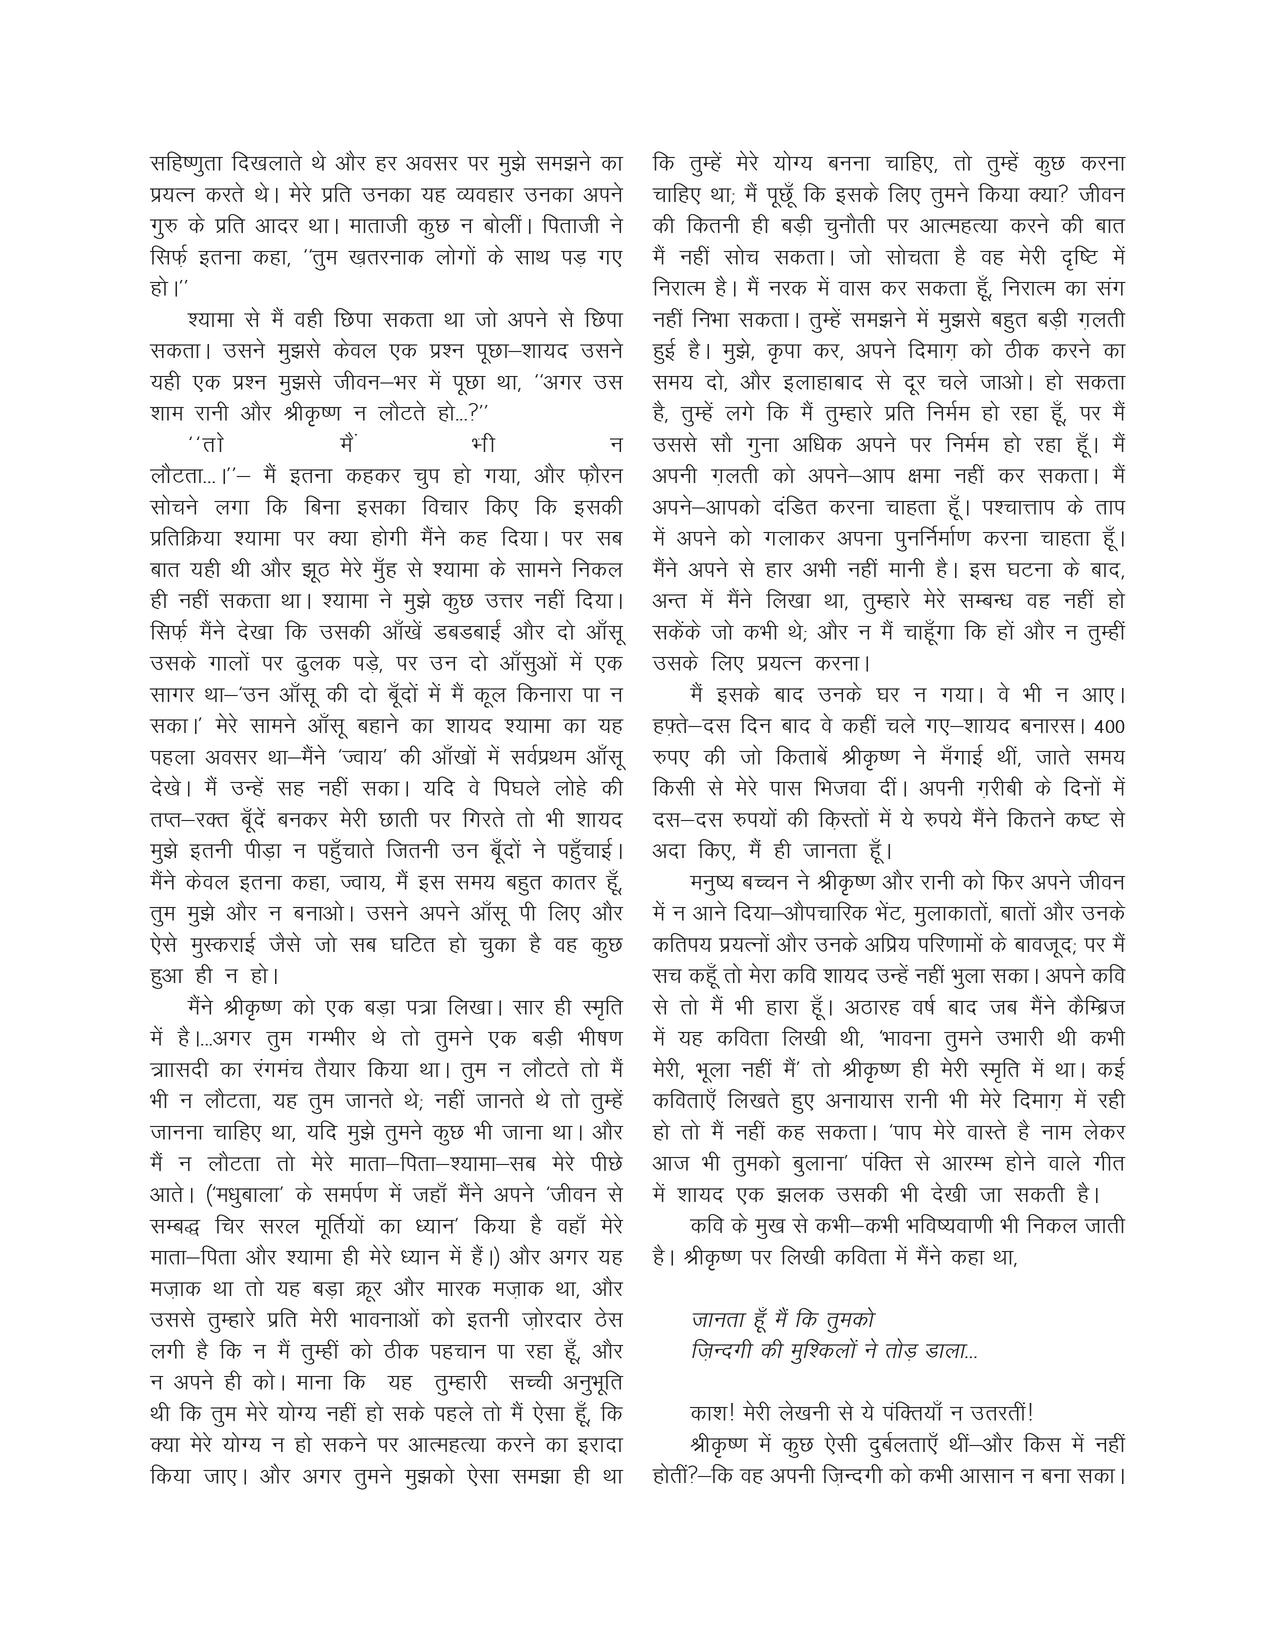 सहिष्णुता दिखलाते थे और हर अवसर पर मुझे समझने का
प्रयत्न करते थे। मेरे प्रति उनका यह व्यवहार उनका अपने
गुरु के प्रति आदर था। माताजी कुछ न बोलीं। पिताजी ने
सिर्फ़ इतना कहा, ‘‘तुम ख़तरनाक लोगों के साथ पड़ गए
हो।’’
श्यामा से मैं वही छिपा सकता था जो अपने से छिपा
सकता। उसने मुझसे केवल एक प्रश्न पूछा–शायद उसने
यही एक प्रश्न मुझसे जीवन–भर में पूछा था, ‘‘अगर उस
शाम रानी और श्रीकृष्ण न लौटते हो...?’’
‘‘तो मैं भी न
लौटता...।’’– मैं इतना कहकर चुप हो गया, और फ़ौरन
सोचने लगा कि बिना इसका विचार किए कि इसकी
प्रतिक्रिया श्यामा पर क्या होगी मैंने कह दिया। पर सब
बात यही थी और झूठ मेरे मुँह से श्यामा के सामने निकल
ही नहीं सकता था। श्यामा ने मुझे कुछ उत्तर नहीं दिया।
सिर्फ़ मैंने देखा कि उसकी आँखें डबडबाईं और दो आँसू
उसके गालों पर ढुलक पड़े, पर उन दो आँसुओं में एक
सागर था–‘उन आँसू की दो बूँदों में मैं कूल किनारा पा न
सका।’ मेरे सामने आँसू बहाने का शायद श्यामा का यह
पहला अवसर था–मैंने ‘ज्वाय’ की आँखों में सर्वप्रथम आँसू
देखे। मैं उन्हें सह नहीं सका। यदि वे पिघले लोहे की
तप्त–रक्त बूँदें बनकर मेरी छाती पर गिरते तो भी शायद
मुझे इतनी पीड़ा न पहुँचाते जितनी उन बूँदों ने पहुँचाई।
मैंने केवल इतना कहा, ज्वाय, मैं इस समय बहुत कातर हूँ,
तुम मुझे और न बनाओ। उसने अपने आँसू पी लिए और
ऐसे मुस्कराई जैसे जो सब घटित हो चुका है वह कुछ
हुआ ही न हो।
मैंने श्रीकृष्ण को एक बड़ा पत्रा लिखा। सार ही स्मृति
में है।...अगर तुम गम्भीर थे तो तुमने एक बड़ी भीषण
त्राासदी का रंगमंच तैयार किया था। तुम न लौटते तो मैं
भी न लौटता, यह तुम जानते थे; नहीं जानते थे तो तुम्हें
जानना चाहिए था, यदि मुझे तुमने कुछ भी जाना था। और
मैं न लौटता तो मेरे माता–पिता–श्यामा–सब मेरे पीछे
आते। (‘मधुबाला’ के समर्पण में जहाँ मैंने अपने ‘जीवन से
सम्बद्ध चिर सरल मूर्तियों का ध्यान’ किया है वहाँ मेरे
माता–पिता और श्यामा ही मेरे ध्यान में हैं।) और अगर यह
मज़ाक था तो यह बड़ा क्रूर और मारक मज़ाक था, और
उससे तुम्हारे प्रति मेरी भावनाओं को इतनी ज़ोरदार ठेस
लगी है कि न मैं तुम्हीं को ठीक पहचान पा रहा हूँ, और
न अपने ही को। माना कि यह तुम्हारी सच्ची अनुभूति
थी कि तुम मेरे योग्य नहीं हो सके पहले तो मैं ऐसा हूँ, कि
क्या मेरे योग्य न हो सकने पर आत्महत्या करने का इरादा
किया जाए। और अगर तुमने मुझको ऐसा समझा ही था
कि तुम्हें मेरे योग्य बनना चाहिए, तो तुम्हें कुछ करना
चाहिए था; मैं पूछूँ कि इसके लिए तुमने किया क्या? जीवन
की कितनी ही बड़ी चुनौती पर आत्महत्या करने की बात
मैं नहीं सोच सकता। जो सोचता है वह मेरी दृष्टि में
निरात्म है। मैं नरक में वास कर सकता हूँ, निरात्म का संग
नहीं निभा सकता। तुम्हें समझने में मुझसे बहुत बड़ी ग़लती
हुई है। मुझे, कृपा कर, अपने दिमाग़ को ठीक करने का
समय दो, और इलाहाबाद से दूर चले जाओ। हो सकता
है, तुम्हें लगे कि मैं तुम्हारे प्रति निर्मम हो रहा हूँ, पर मैं
उससे सौ गुना अधिक अपने पर निर्मम हो रहा हूँ। मैं
अपनी ग़लती को अपने–आप क्षमा नहीं कर सकता। मैं
अपने–आपको दंडित करना चाहता हूँ। पश्चात्ताप के ताप
में अपने को गलाकर अपना पुनर्निर्माण करना चाहता हूँ।
मैंने अपने से हार अभी नहीं मानी है। इस घटना के बाद,
अन्त में मैंने लिखा था, तुम्हारे मेरे सम्बन्ध वह नहीं हो
सकेंके जो कभी थे; और न मैं चाहूँगा कि हों और न तुम्हीं
उसके लिए प्रयत्न करना।
मैं इसके बाद उनके घर न गया। वे भी न आए।
हफ़्ते–दस दिन बाद वे कहीं चले गए–शायद बनारस। 400
रुपए की जो किताबें श्रीकृष्ण ने मँगाई थीं, जाते समय
किसी से मेरे पास भिजवा दीं। अपनी ग़रीबी के दिनों में
दस–दस रुपयों की क़िस्तों में ये रुपये मैंने कितने कष्ट से
अदा किए, मैं ही जानता हूँ।
मनुष्य बच्चन ने श्रीकृष्ण और रानी को फिर अपने जीवन
में न आने दिया–औपचारिक भेंट, मुलाकातों, बातों और उनके
कतिपय प्रयत्नों और उनके अप्रिय परिणामों के बावजूद; पर मैं
सच कहूँ तो मेरा कवि शायद उन्हें नहीं भुला सका। अपने कवि
से तो मैं भी हारा हूँ। अठारह वर्ष बाद जब मैंने कैम्ब्रिज
में यह कविता लिखी थी, ‘भावना तुमने उभारी थी कभी
मेरी, भूला नहीं मैं’ तो श्रीकृष्ण ही मेरी स्मृति में था। कई
कविताएँ लिखते हुए अनायास रानी भी मेरे दिमाग़ में रही
हो तो मैं नहीं कह सकता। ‘पाप मेरे वास्ते है नाम लेकर
आज भी तुमको बुलाना’ पंक्ति से आरम्भ होने वाले गीत
में शायद एक झलक उसकी भी देखी जा सकती है।
कवि के मुख से कभी–कभी भविष्यवाणी भी निकल जाती
है। श्रीकृष्ण पर लिखी कविता में मैंने कहा था,
जानता हूँ मैं कि तुमको
ज़िन्दगी की मुश्किलों ने तोड़ डाला...
काश! मेरी लेखनी से ये पंक्तियाँ न उतरतीं!
श्रीकृष्ण में कुछ ऐसी दुर्बलताएँ थीं–और किस में नहीं
होतीं?–कि वह अपनी ज़िन्दगी को कभी आसान न बना सका।